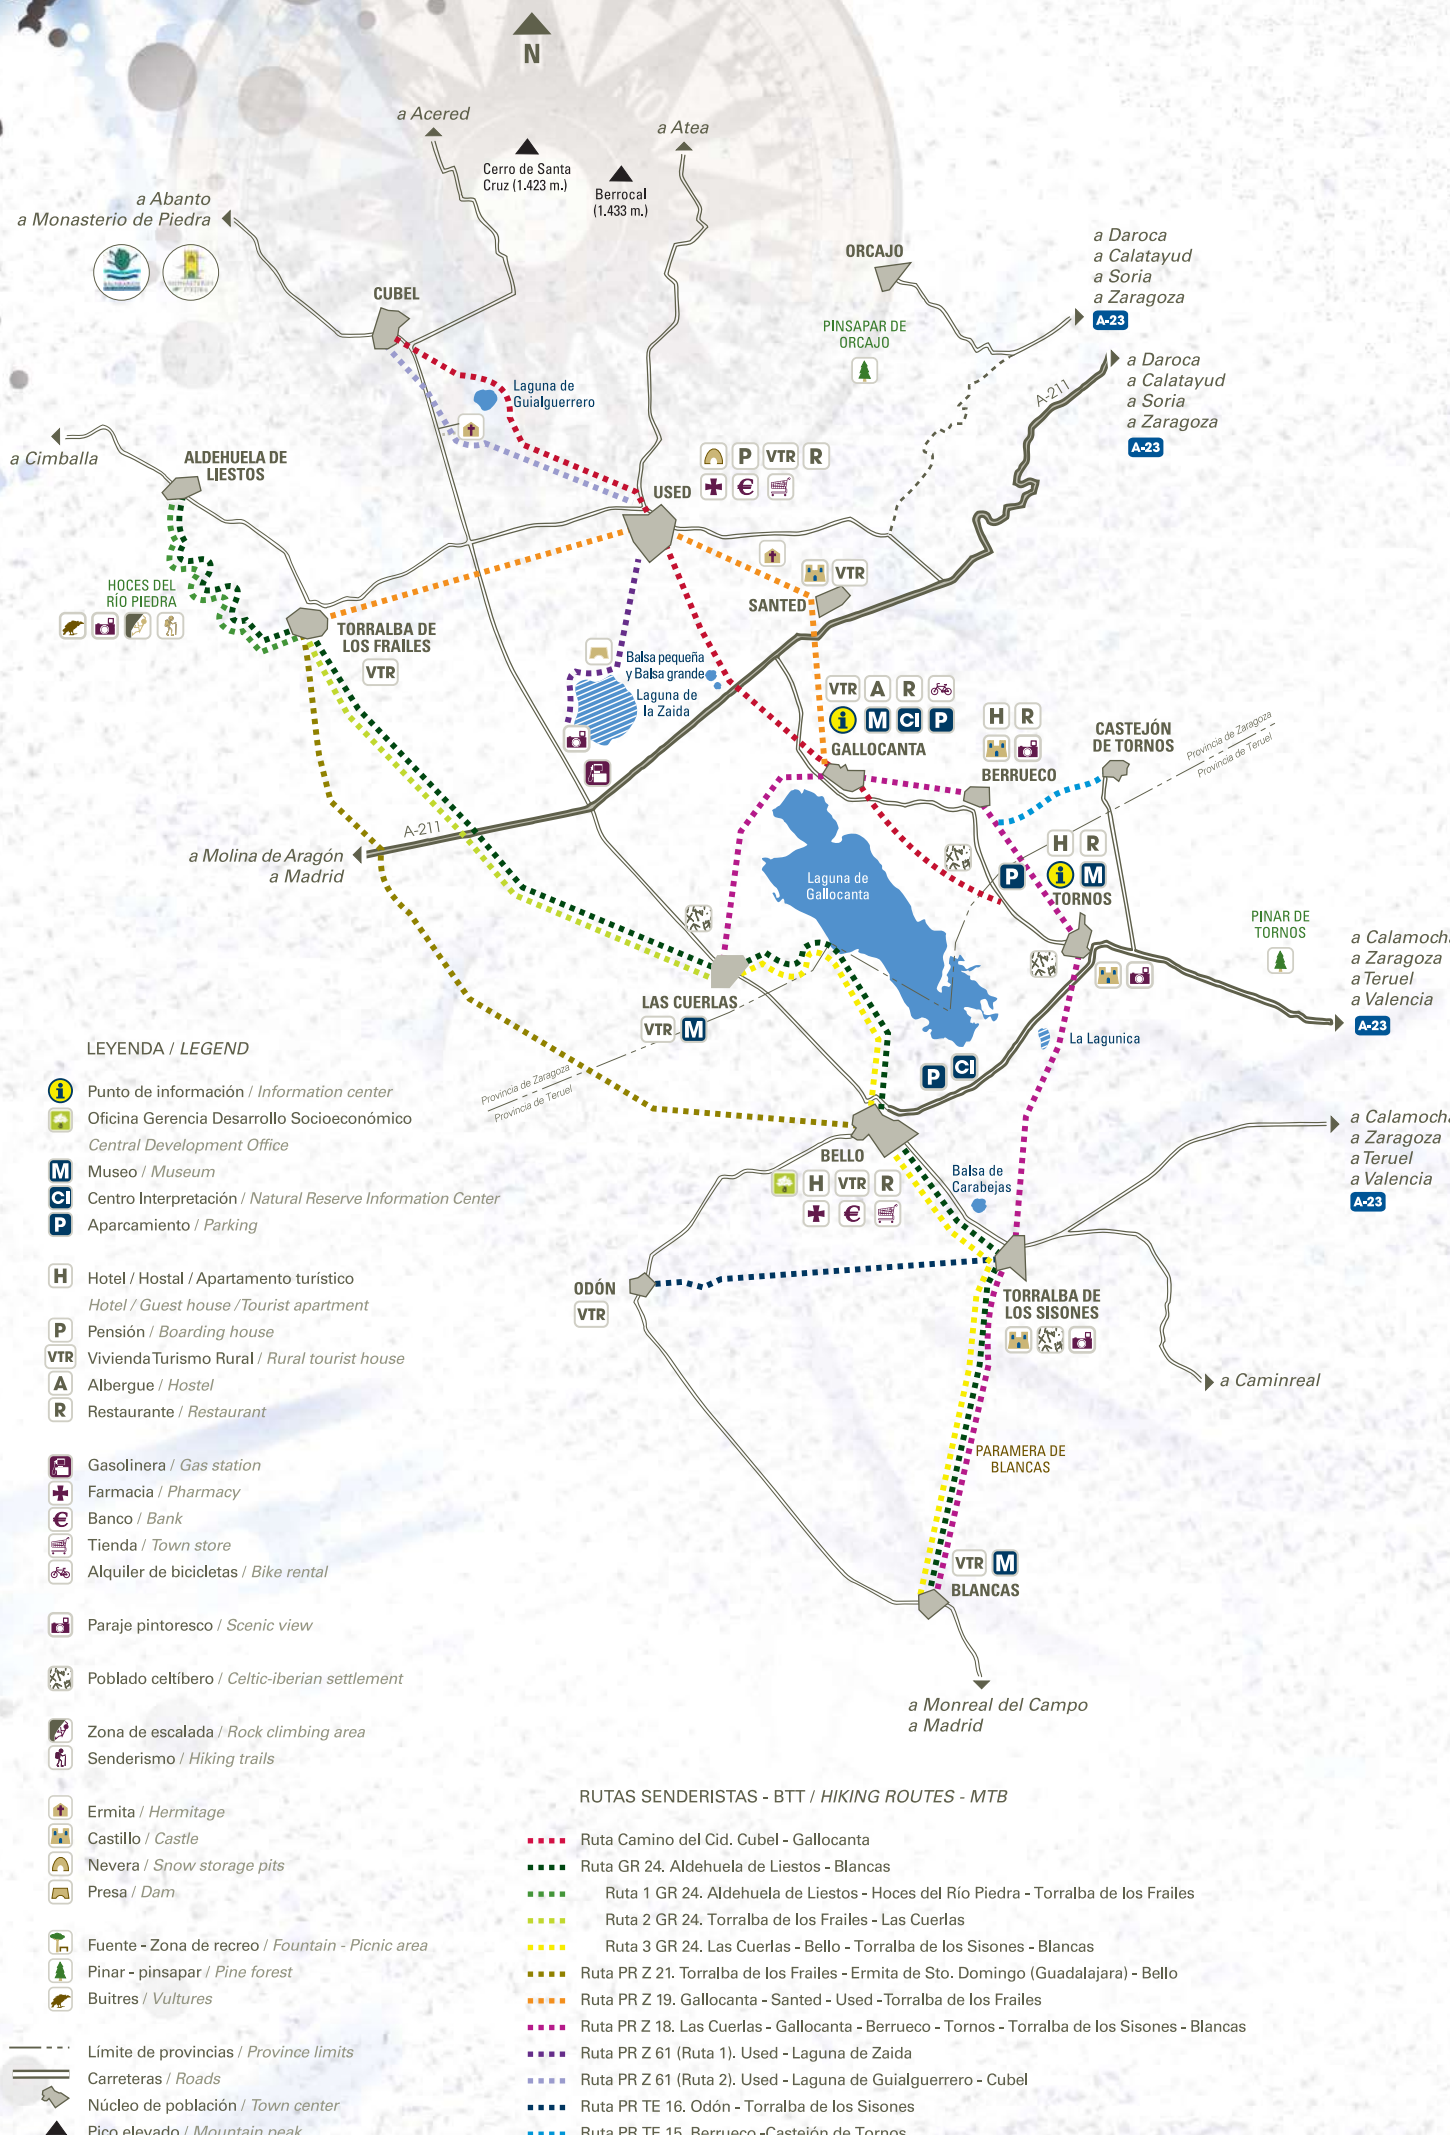 N
a Acered
a Atea
Cerro de Santa
Cruz (1.423 m.)
Berrocal
(1.433 m.)
a Abanto
a Monasterio de Piedra
a Daroca
a Calatayud
a Soria
a Zaragoza
A-23
ORCAJO
CUBEL
PINSAPAR DE
ORCAJO
a Daroca
a Calatayud
a Soria
a Zaragoza
A-23
A-211
Laguna de
Guialguerrero
a Cimballa
ALDEHUELA DE
LIESTOS
P VTR R
€
USED
HOCES DEL
RÍO PIEDRA
VTR
SANTED
TORRALBA DE
LOS FRAILES
VTR
Balsa pequeña
y Balsa grande
Laguna de
la Zaida
VTR A R
i M CI P
GALLOCANTA
H R
BERRUECO
CASTEJÓN
DE TORNOS
Provincia de Zaragoza
Provincia de Teruel
A-211
a Molina de Aragón
a Madrid
Laguna de
Gallocanta
P
H R
i M
TORNOS
PINAR DE
TORNOS
a Calamocha
a Zaragoza
a Teruel
a Valencia
A-23
LAS CUERLAS
VTR M
La Lagunica
P CI
Provincia de Zaragoza
Provincia de Teruel
BELLO
H VTR R
€
Balsa de
Carabejas
a Calamocha
a Zaragoza
a Teruel
a Valencia
A-23
ODÓN
VTR
TORRALBA DE
LOS SISONES
a Caminreal
PARAMERA DE
BLANCAS
VTR M
BLANCAS
a Monreal del Campo
a Madrid
LEYENDA / LEGEND
i Punto de información / Information center
Oficina Gerencia Desarrollo Socioeconómico
Central Development Office
M Museo / Museum
CI Centro Interpretación / Natural Reserve Information Center
P Aparcamiento / Parking
H Hotel / Hostal / Apartamento turístico
Hotel / Guest house / Tourist apartment
P Pensión / Boarding house
VTR Vivienda Turismo Rural / Rural tourist house
A Albergue / Hostel
R Restaurante / Restaurant
Gasolinera / Gas station
Farmacia / Pharmacy
€ Banco / Bank
Tienda / Town store
Alquiler de bicicletas / Bike rental
Paraje pintoresco / Scenic view
Poblado celtíbero / Celtic-iberian settlement
Zona de escalada / Rock climbing area
Senderismo / Hiking trails
Ermita / Hermitage
Castillo / Castle
Nevera / Snow storage pits
Presa / Dam
Fuente - Zona de recreo / Fountain - Picnic area
Pinar - pinsapar / Pine forest
Buitres / Vultures
Límite de provincias / Province limits
Carreteras / Roads
Núcleo de población / Town center
Pico elevado / Mountain peak
RUTAS SENDERISTAS - BTT / HIKING ROUTES - MTB
Ruta Camino del Cid. Cubel - Gallocanta
Ruta GR 24. Aldehuela de Liestos - Blancas
Ruta 1 GR 24. Aldehuela de Liestos - Hoces del Río Piedra - Torralba de los Frailes
Ruta 2 GR 24. Torralba de los Frailes - Las Cuerlas
Ruta 3 GR 24. Las Cuerlas - Bello - Torralba de los Sisones - Blancas
Ruta PR Z 21. Torralba de los Frailes - Ermita de Sto. Domingo (Guadalajara) - Bello
Ruta PR Z 19. Gallocanta - Santed - Used -Torralba de los Frailes
Ruta PR Z 18. Las Cuerlas - Gallocanta - Berrueco - Tornos - Torralba de los Sisones - Blancas
Ruta PR Z 61 (Ruta 1). Used - Laguna de Zaida
Ruta PR Z 61 (Ruta 2). Used - Laguna de Guialguerrero - Cubel
Ruta PR TE 16. Odón - Torralba de los Sisones
Ruta PR TE 15. Berrueco -Castejón de Tornos